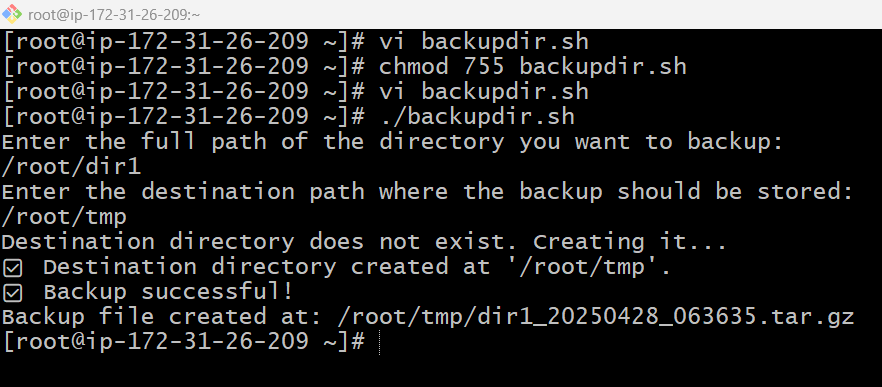 root@ip-172-31-26-209:~
[root@ip-172-31-26-209 ~]# vi backupdir.sh
[root@ip-172-31-26-209 ~]# chmod 755 backupdir.sh
[root@ip-172-31-26-209 ~]# vi backupdir.sh
[root@ip-172-31-26-209 ~]# ./backupdir.sh
Enter the full path of the directory you want to backup:
/root/dir1
Enter the destination path where the backup should be stored:
/root/tmp
Destination directory does not exist. Creating it...
☑ Destination directory created at '/root/tmp'.
☑ Backup successful!
Backup file created at: /root/tmp/dir1_20250428_063635.tar.gz
[root@ip-172-31-26-209 ~]#